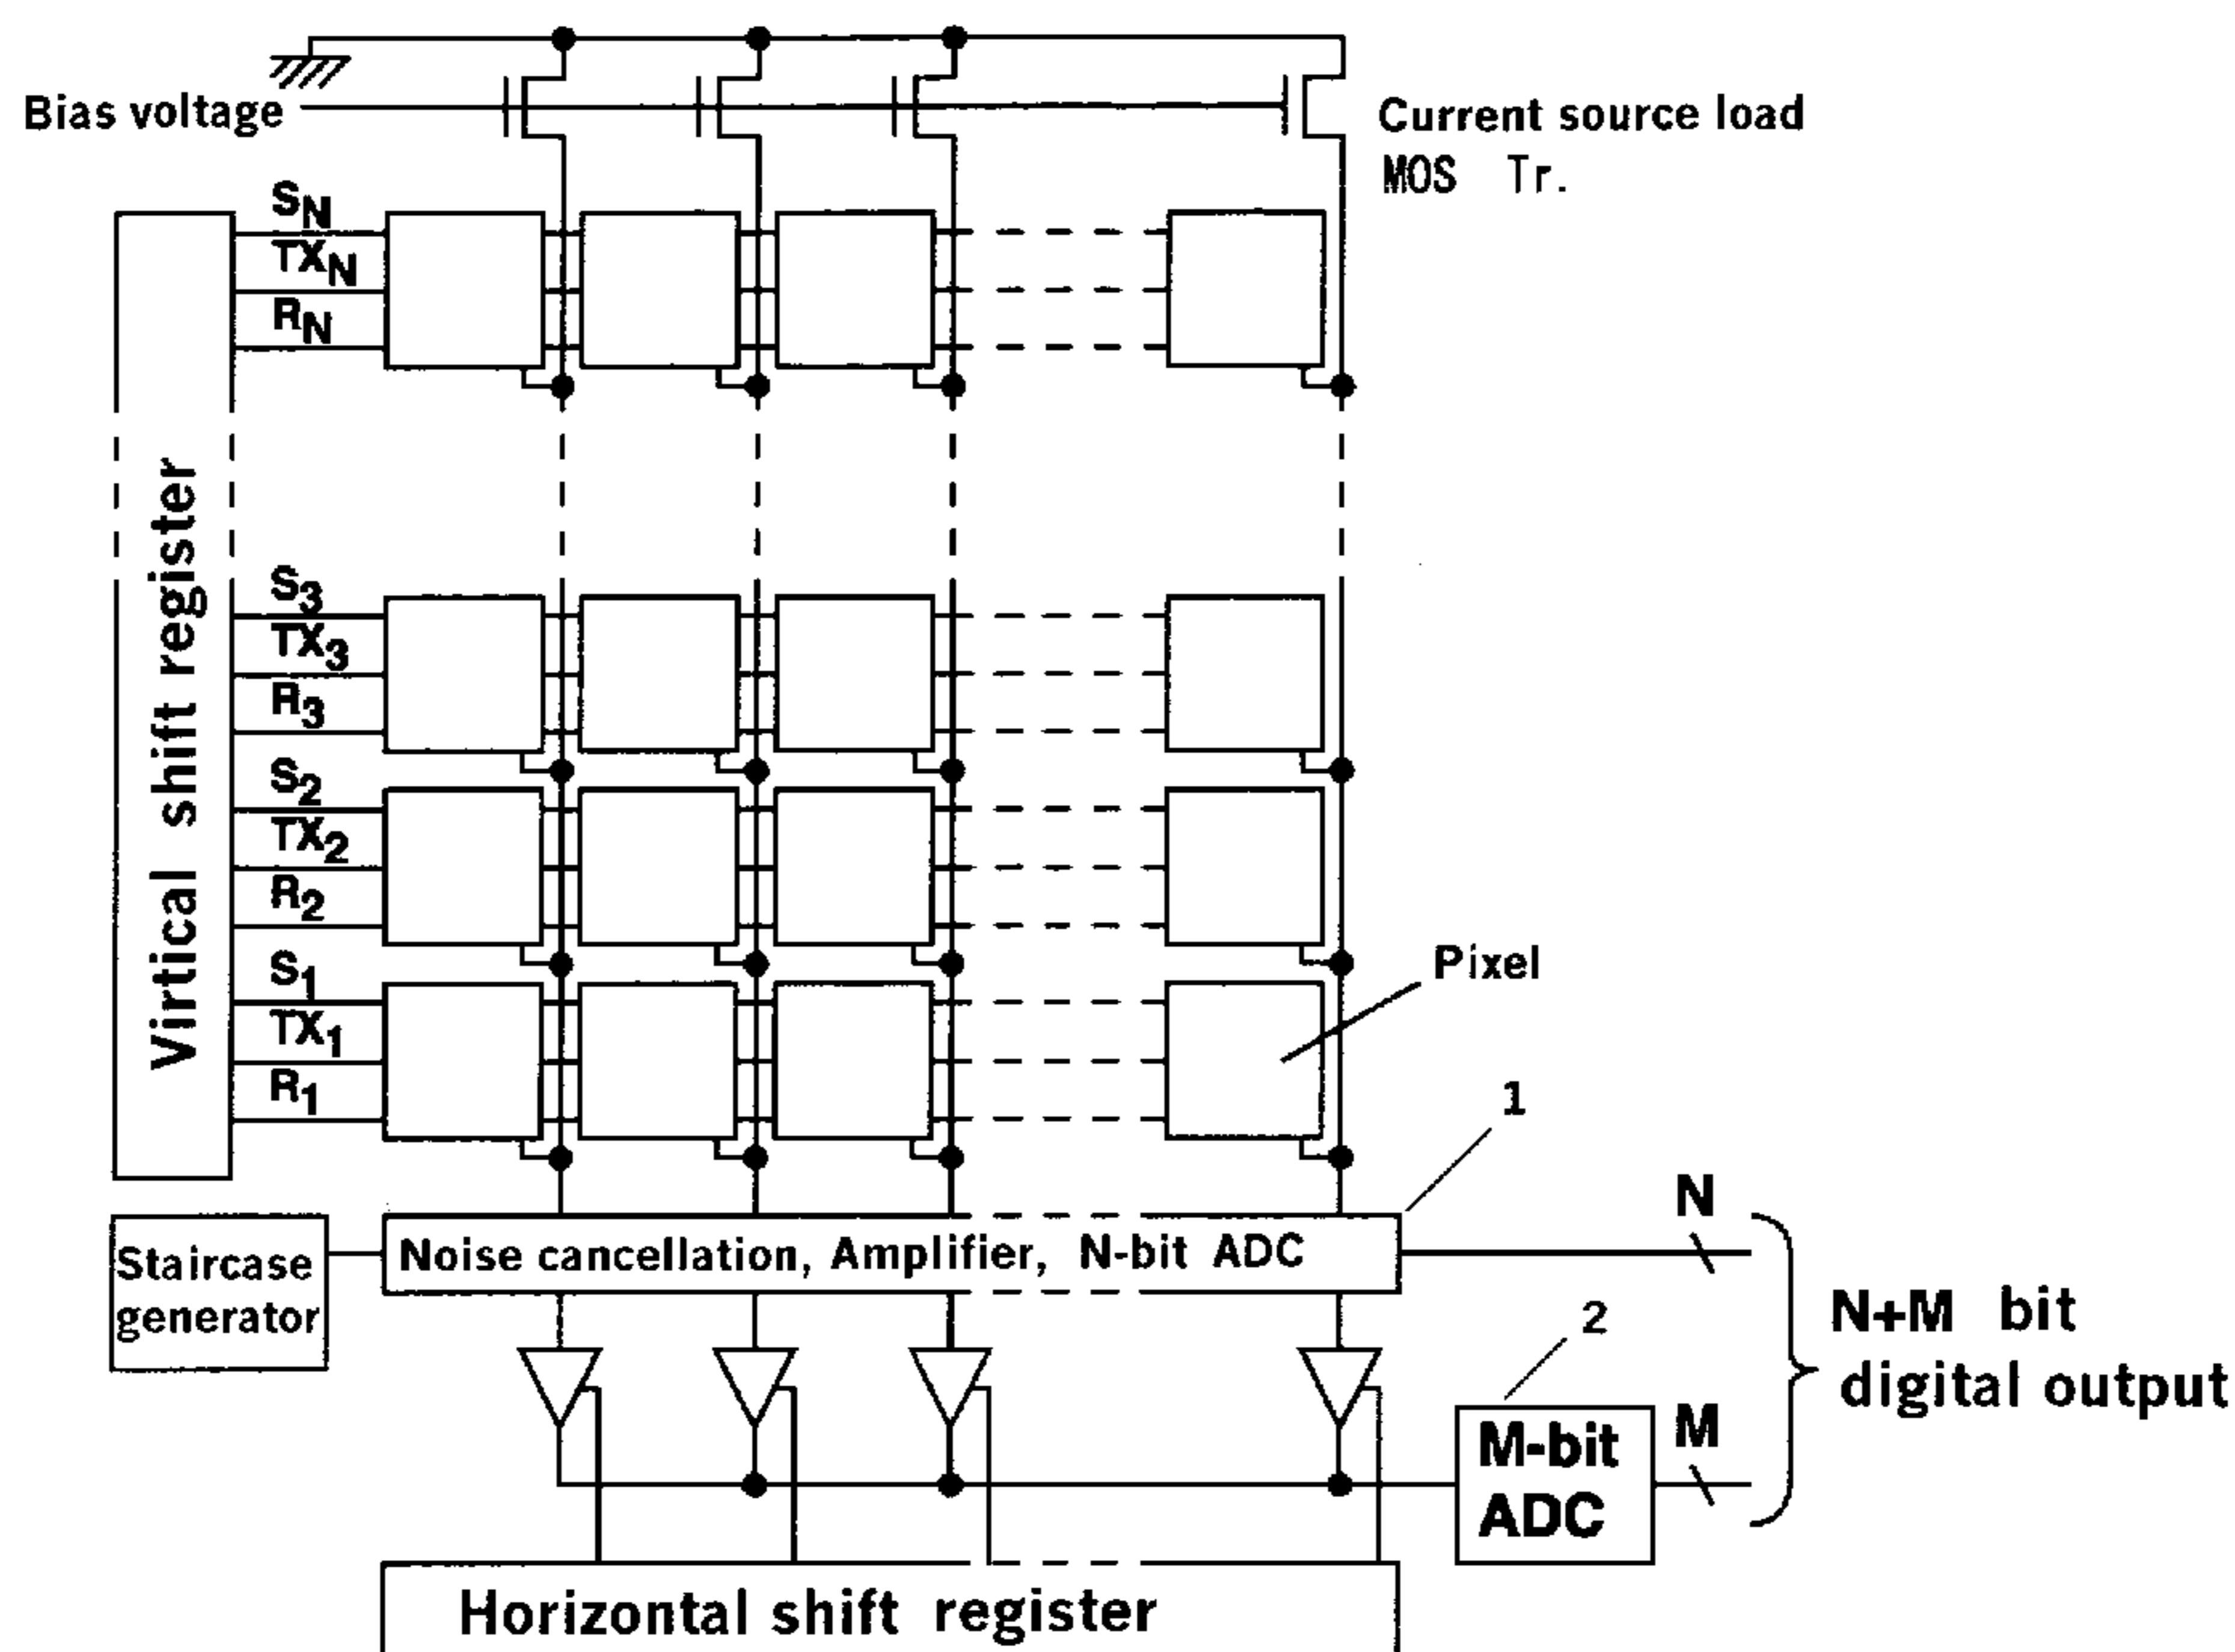 Bias voltage
Current source load
MOS Tr.
SN
TXN
RN
Virtical shift register
S3
TX3
R3
S2
TX2
R2
S1
TX1
R1
Pixel
1
Staircase
generator
Noise cancellation, Amplifier, N-bit ADC
N
2
N+M bit
digital output
M-bit
ADC
M
Horizontal shift register